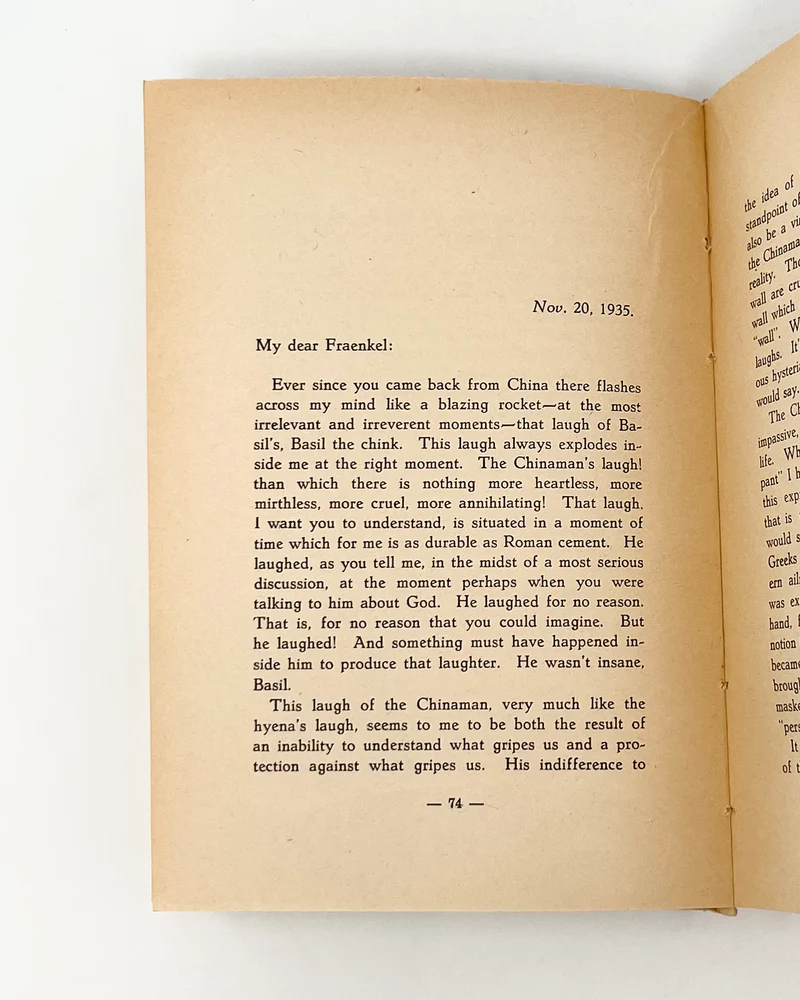 Nov. 20, 1935.
My dear Fraenkel:
Ever since you came back from China there flashes
across my mind like a blazing rocket—at the most
irrelevant and irreverent moments—that laugh of Ba-
sil's, Basil the chink. This laugh always explodes in-
side me at the right moment. The Chinaman's laugh!
than which there is nothing more heartless, more
mirthless, more cruel, more annihilating! That laugh,
I want you to understand, is situated in a moment of
time which for me is as durable as Roman cement. He
laughed, as you tell me, in the midst of a most serious
discussion, at the moment perhaps when you were
talking to him about God. He laughed for no reason.
That is, for no reason that you could imagine. But
he laughed! And something must have happened in-
side him to produce that laughter. He wasn't insane,
Basil.
This laugh of the Chinaman, very much like the
hyena's laugh, seems to me to be both the result of
an inability to understand what gripes us and a pro-
tection against what gripes us. His indifference to
— 74 —
the idea of
standpoint of
also be a
the Chinama
reality.
wall are
wall which
"wall". W
laughs. It'
ous hysteri
would say.
The Ch
impassive,
life. Wh
pant" I h
this exp
that is
would s
Greeks
ern ail
was ex
hand,
notion
became
broug
maske
"pers
It
of t